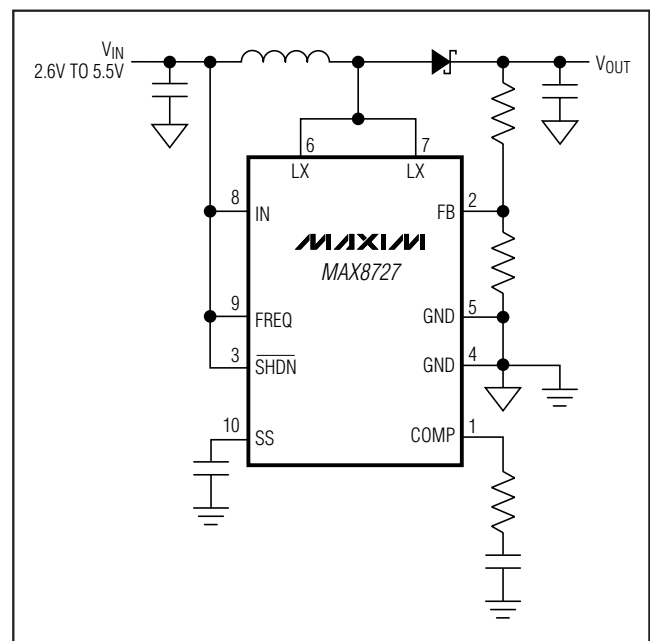 VIN
2.6V TO 5.5V
VOUT
6
7
LX
LX
8
IN
2
FB
MAXIM
MAX8727
9
FREQ
5
GND
3
SHDN
4
GND
10
SS
1
COMP